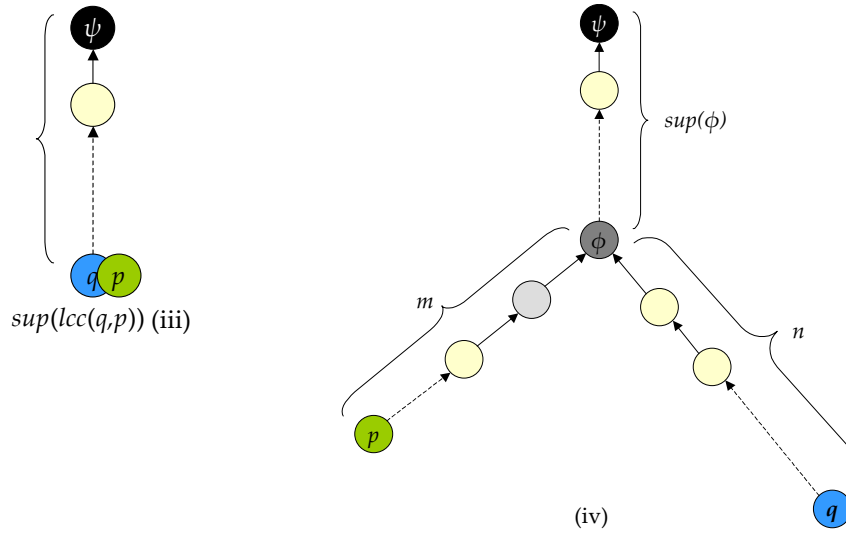 ψ
q p
sup(lcc(q,p)) (iii)
ψ
sup(ϕ)
ϕ
m
n
p
q
(iv)